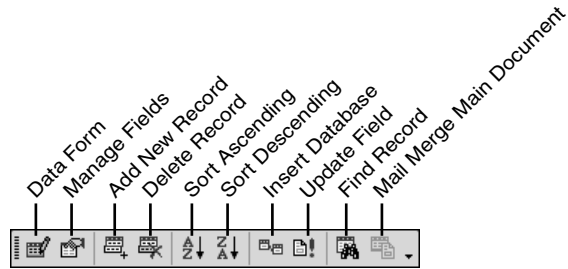 Data Form
Manage Fields
Add New Record
Delete Record
Sort Ascending
Sort Descending
Insert Database
Update Field
Find Record
Mail Merge Main Document
A
Z
Z
A